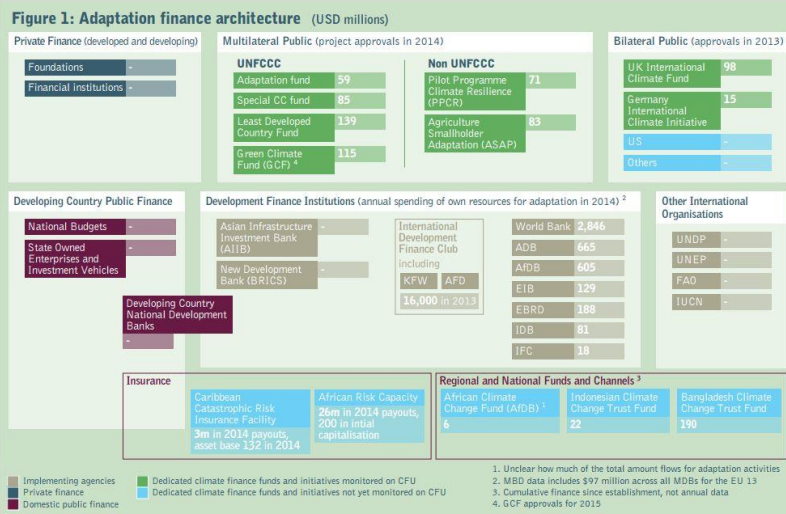 Figure 1: Adaptation finance architecture (USD millions)
Private Finance (developed and developing)
Foundations -
Financial institutions -
Multilateral Public (project approvals in 2014)
UNFCCC
Adaptation fund 59
Special CC fund 85
Least Developed
Country Fund 139
Green Climate
Fund (GCF) 4 115
Non UNFCCC
Pilot Programme
Climate Resilience
(PPCR) 71
Agriculture
Smallholder
Adaptation (ASAP) 83
Bilateral Public (approvals in 2013)
UK International
Climate Fund 98
Germany
International
Climate Initiative 15
US -
Others -
Developing Country Public Finance
National Budgets -
State Owned
Enterprises and
Investment Vehicles -
Developing Country
National Development
Banks
-
Development Finance Institutions (annual spending of own resources for adaptation in 2014) 2
Asian Infrastructure
Investment Bank
(AIIB) -
New Development
Bank (BRICS) -
International
Development
Finance Club
including
KFW AFD
16,000 in 2013
World Bank 2,846
ADB 665
AfDB 605
EIB 129
EBRD 188
IDB 81
IFC 18
Other International
Organisations
UNDP -
UNEP -
FAO -
IUCN -
Insurance
Caribbean
Catastrophic Risk
Insurance Facility
3m in 2014 payouts,
asset base 132 in 2014
African Risk Capacity
26m in 2014 payouts,
200 in intial
capitalisation
Regional and National Funds and Channels 3
African Climate
Change Fund (AfDB) 1
6
Indonesian Climate
Change Trust Fund
22
Bangladesh Climate
Change Trust Fund
190
Implementing agencies
Private finance
Domestic public finance
Dedicated climate finance funds and initiatives monitored on CFU
Dedicated climate finance funds and initiatives not yet monitored on CFU
1. Unclear how much of the total amount flows for adaptation activities
2. MBD data includes $97 million across all MDBs for the EU 13
3. Cumulative finance since establishment, not annual data
4. GCF approvals for 2015